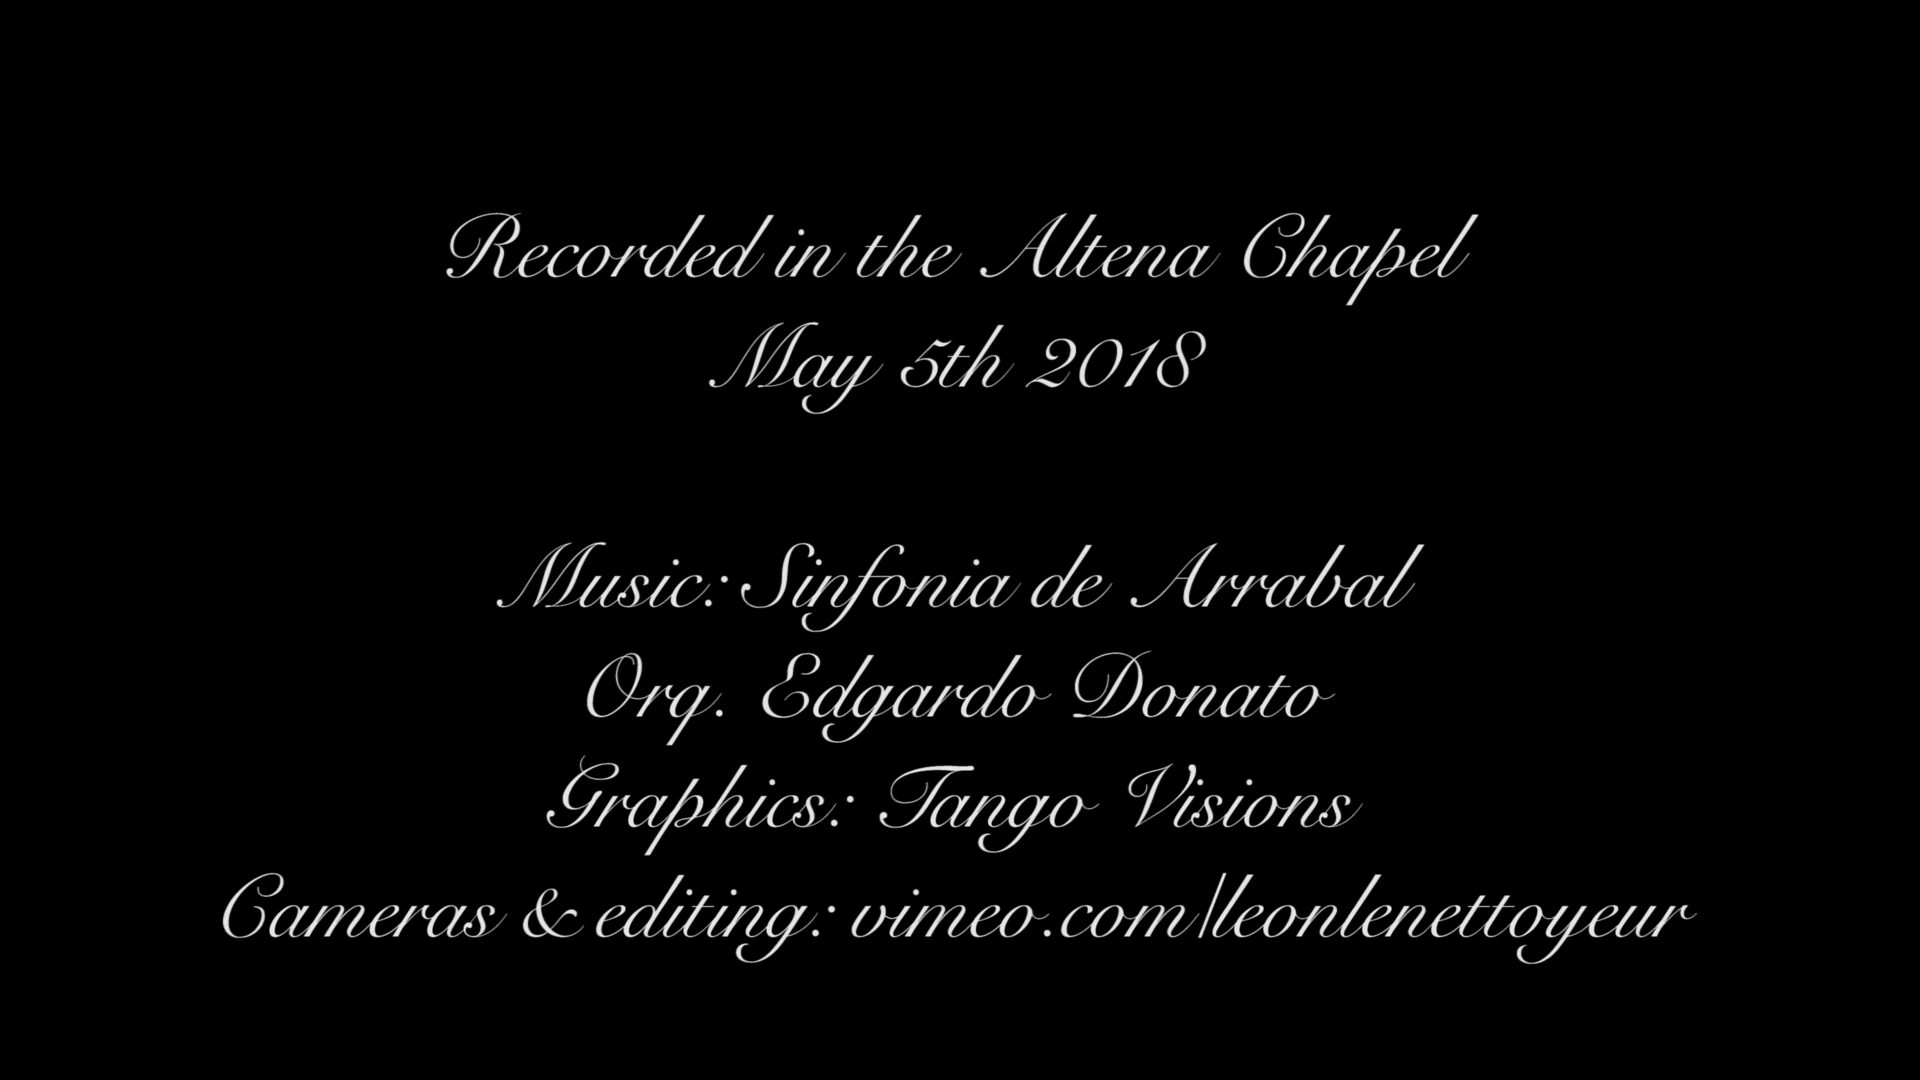 Recorded in the Altena Chapel
May 5th 2018
Music: Sinfonia de Arrabal
Orq. Edgardo Donato
Graphics: Tango Visions
Cameras & editing: vimeo.com/leonlenettoyeur